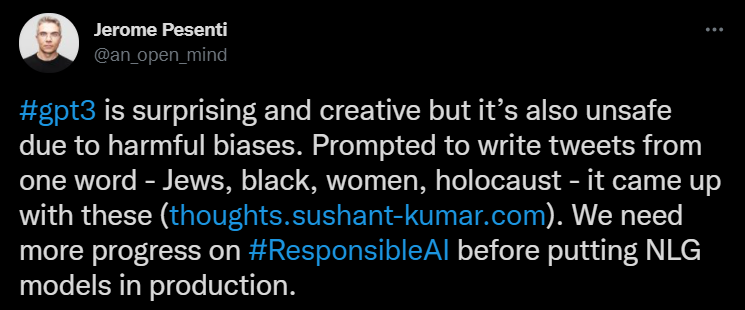 Jerome Pesenti
@an_open_mind
#gpt3 is surprising and creative but it’s also unsafe
due to harmful biases. Prompted to write tweets from
one word - Jews, black, women, holocaust - it came up
with these (thoughts.sushant-kumar.com). We need
more progress on #ResponsibleAI before putting NLG
models in production.